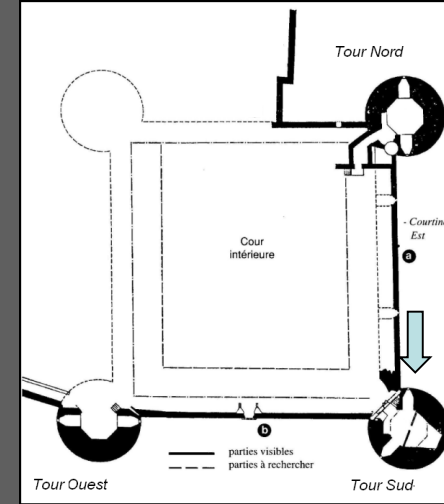 Tour Nord
- Courtine
Est
a
Cour
intérieure
b
parties visibles
parties à rechercher
Tour Ouest
Tour Sud